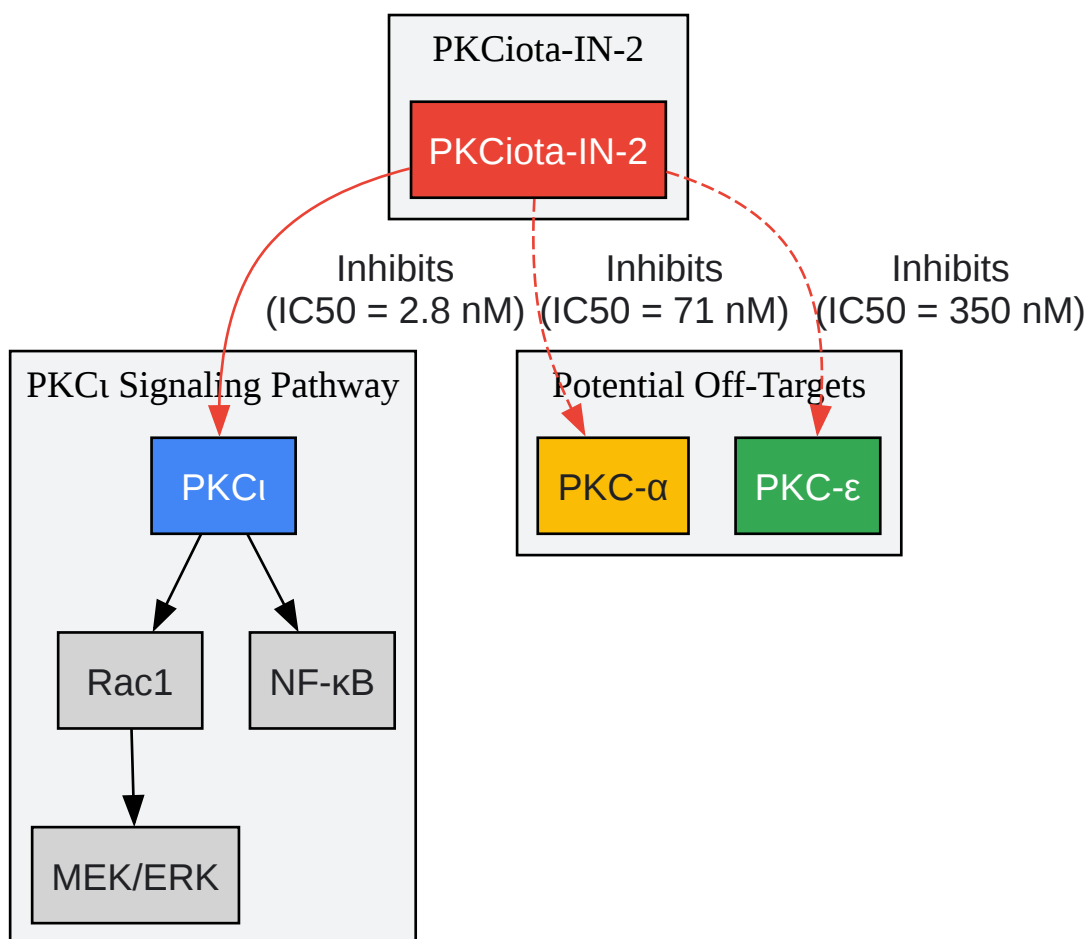 PKCiota-IN-2
PKCiota-IN-2
Inhibits
(IC50 = 2.8 nM)
Inhibits
(IC50 = 71 nM)
Inhibits
(IC50 = 350 nM)
PKCι Signaling Pathway
Potential Off-Targets
PKCι
PKC-α
PKC-ε
Rac1
NF-κB
MEK/ERK